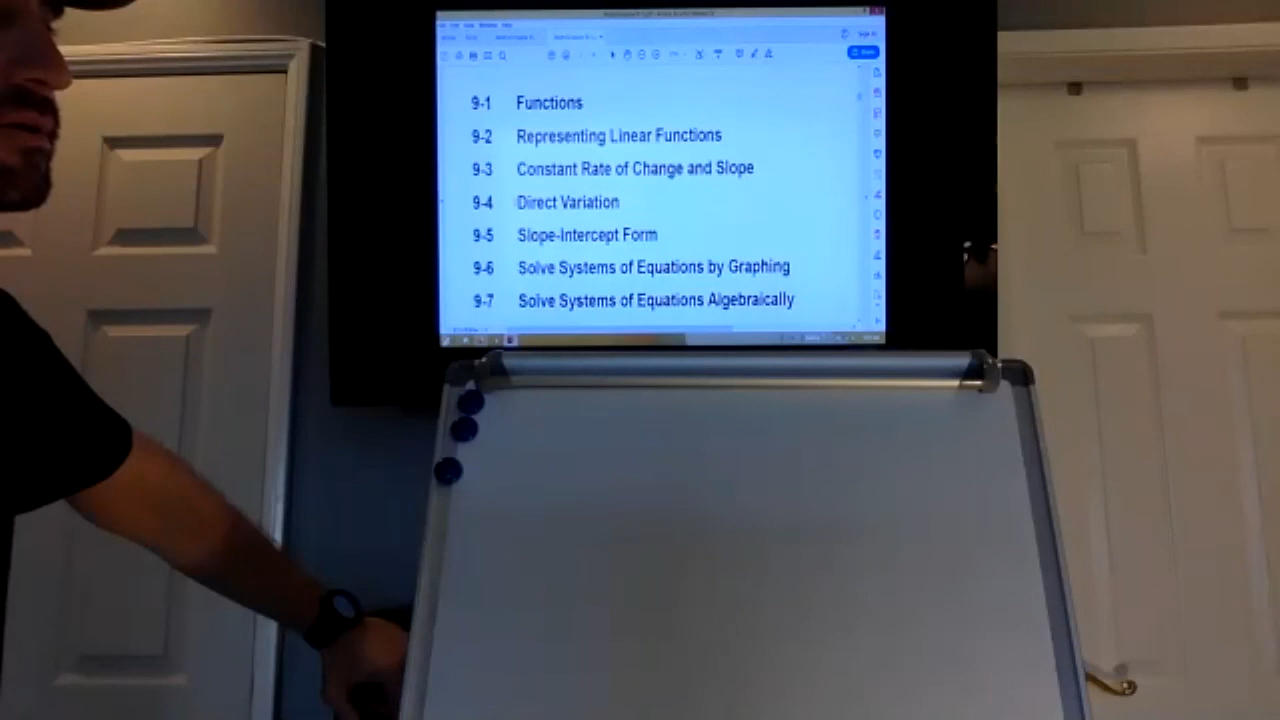 9-1 Functions
9-2 Representing Linear Functions
9-3 Constant Rate of Change and Slope
9-4 Direct Variation
9-5 Slope-Intercept Form
9-6 Solve Systems of Equations by Graphing
9-7 Solve Systems of Equations Algebraically